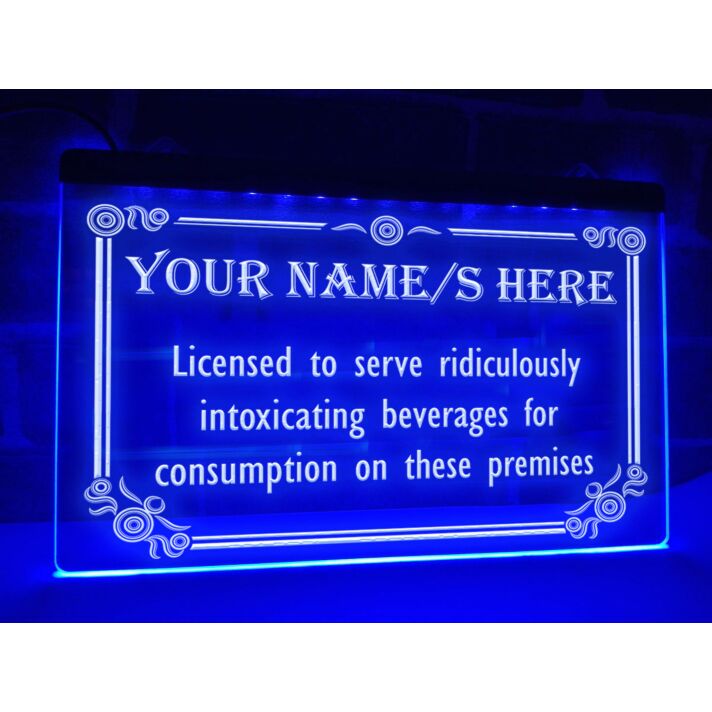 YOUR NAME/S HERE
Licensed to serve ridiculously
intoxicating beverages for
consumption on these premises